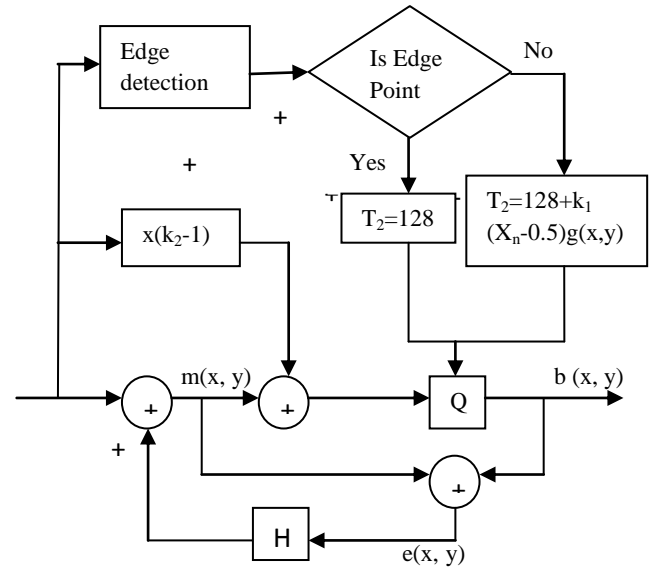 Edge
detection
Is Edge
Point
No
+
+
Yes
T₂=128
T₂=128+k₁
(Xₙ-0.5)g(x,y)
x(k₂-1)
m(x, y)
b (x, y)
+
+
Q
+
+
H
e(x, y)